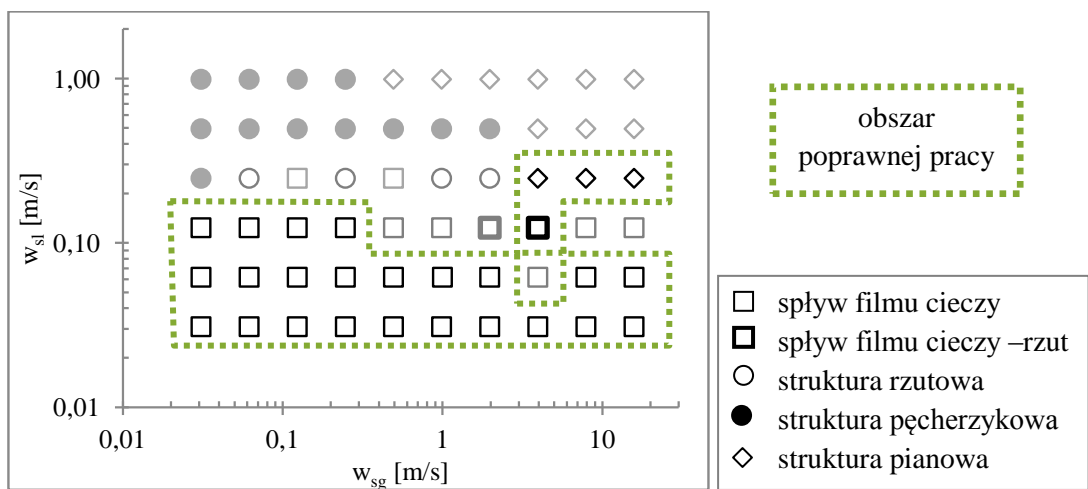 1,00
0,10
0,01
w_sl [m/s]
0,01
0,1
1
10
w_sg [m/s]
obszar
poprawnej pracy
spływ filmu cieczy
spływ filmu cieczy –rzut
struktura rzutowa
struktura pęcherzykowa
struktura pianowa